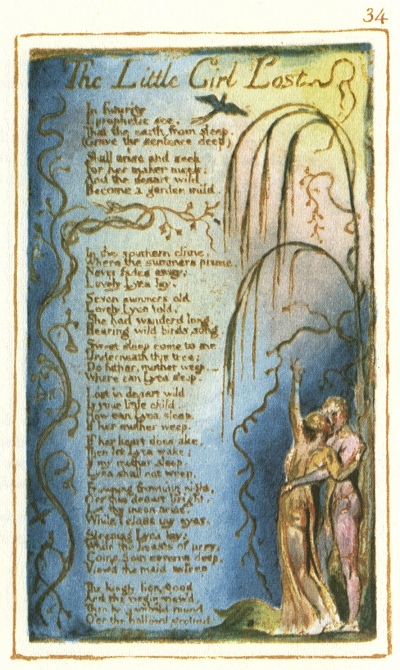 34
The Little Girl Lost
In futurity
I prophetic see,
That the earth from sleep,
(Grave the sentence deep)
Shall arise and seek
For her maker meek:
And the desart wild
Become a garden mild.
In the southern clime,
Where the summers prime,
Never fades away;
Lovely Lyca lay.
Seven summers old
Lovely Lyca told,
She had wanderd long,
Hearing wild birds song.
Sweet sleep come to me
Underneath this tree;
Do father, mother weep.—
Where can Lyca sleep.
Lost in desart wild
Is your little child.
How can Lyca sleep,
If her mother weep.
If her heart does ake,
Then let Lyca wake;
If my mother sleep,
Lyca shall not weep.
Frowning frowning night,
O'er this desart bright,
Let thy moon arise,
While I close my eyes.
Sleeping Lyca lay;
While the beasts of prey,
Come from caverns deep,
View'd the maid asleep
The kingly lion stood
And the virgin view'd,
Then he gambold round
O'er the hallowd ground: